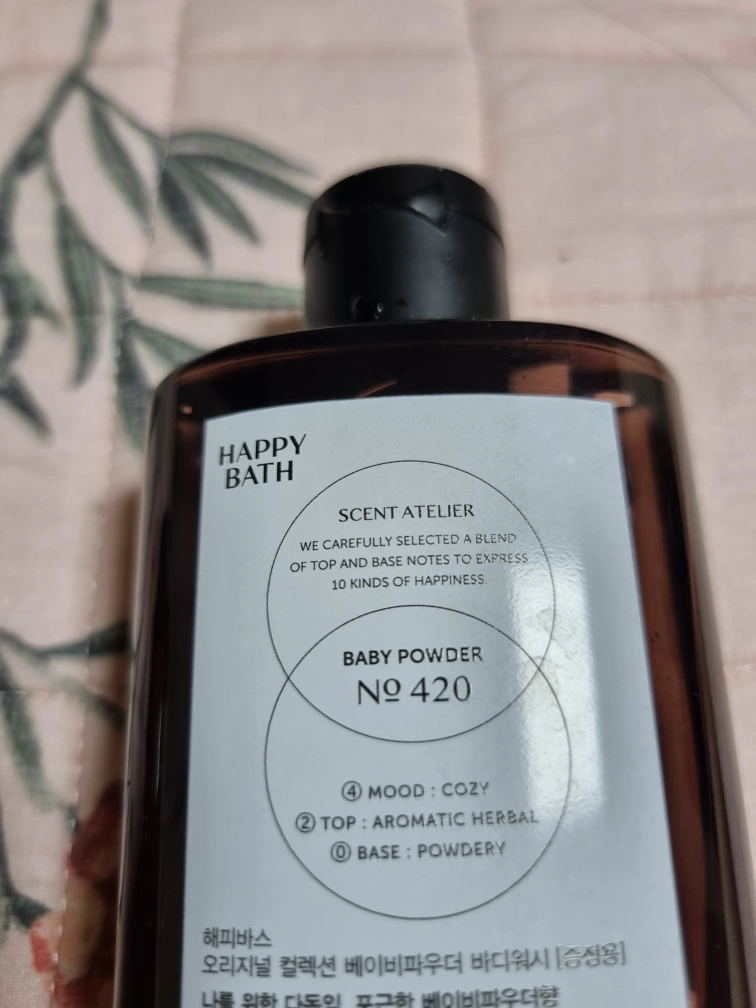 HAPPY
BATH
SCENT ATELIER
WE CAREFULLY SELECTED A BLEND
OF TOP AND BASE NOTES TO EXPRESS
10 KINDS OF HAPPINESS.
BABY POWDER
№ 420
④ MOOD : COZY
② TOP : AROMATIC HERBAL
⓪ BASE : POWDERY
해피바스
오리지널 컬렉션 베이비파우더 바디워시 [증정용]
나를 위한 다독임, 포근한 베이비파우더향